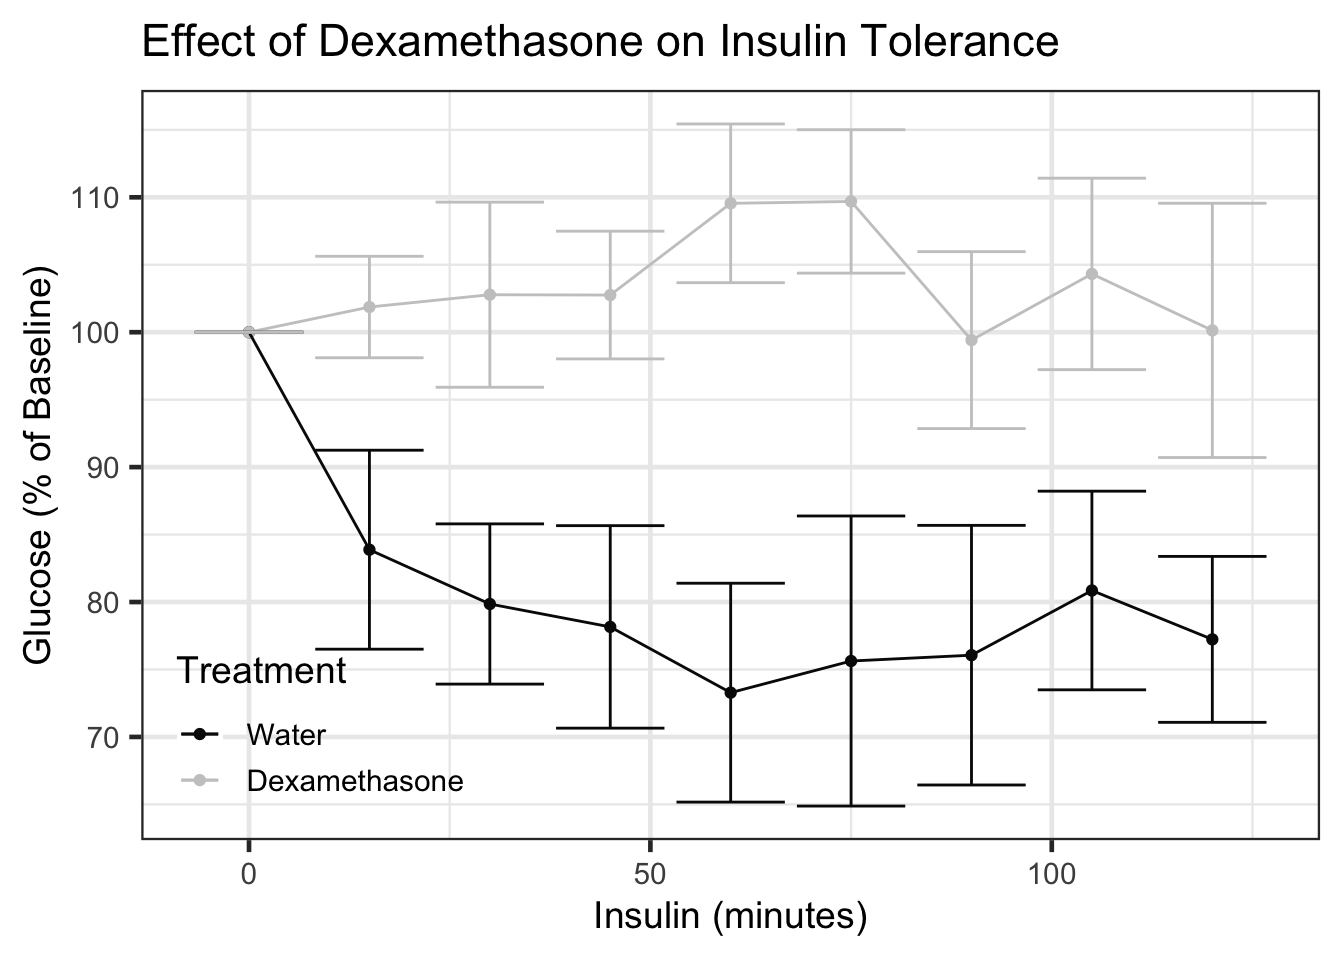 Effect of Dexamethasone on Insulin Tolerance
Glucose (% of Baseline)
110
100
90
80
70
Treatment
Water
Dexamethasone
0 50 100
Insulin (minutes)